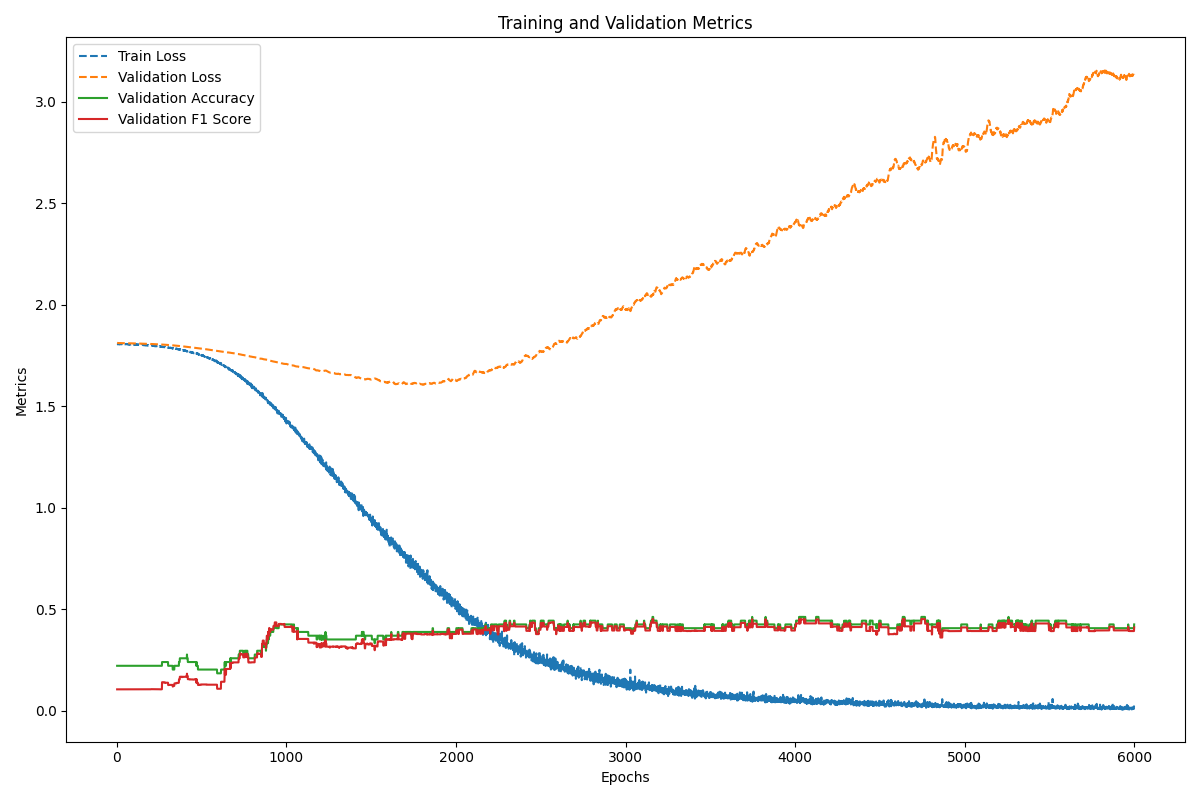 Training and Validation Metrics
Train Loss
Validation Loss
Validation Accuracy
Validation F1 Score
3.0
2.5
2.0
1.5
1.0
0.5
0.0
Metrics
0 1000 2000 3000 4000 5000 6000
Epochs